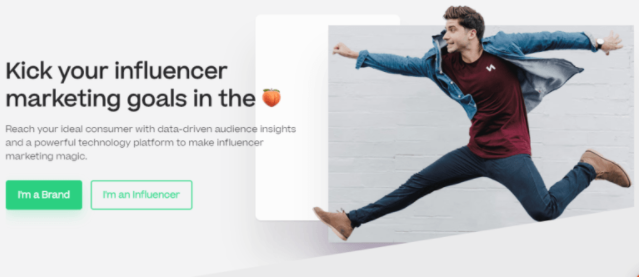 Kick your influencer
marketing goals in the 🍑
Reach your ideal consumer with data-driven audience insights
and a powerful technology platform to make influencer
marketing magic.
I'm a Brand
I'm an Influencer